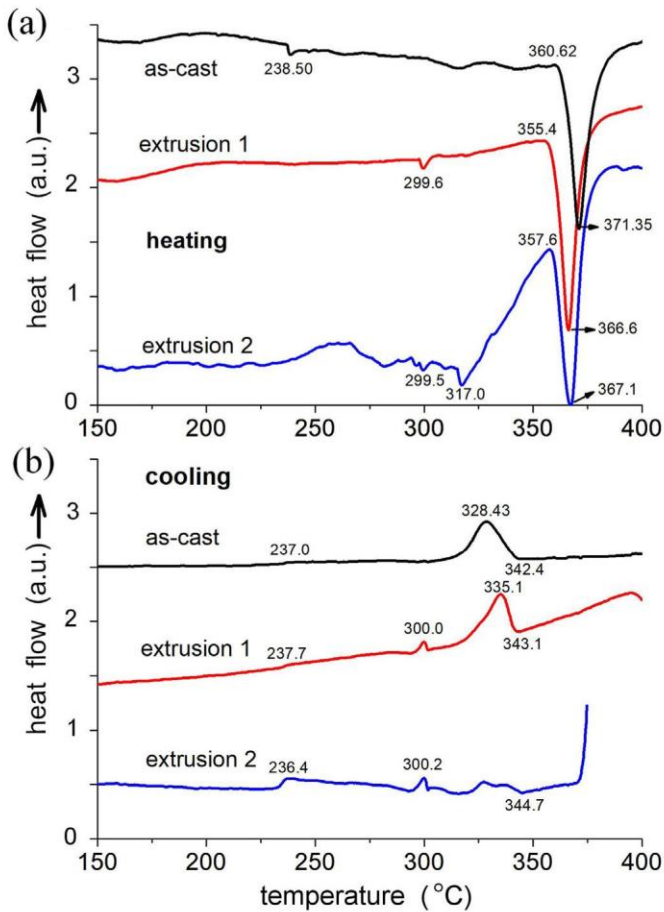 (a)
3
360.62
as-cast
238.50
extrusion 1
355.4
2
299.6
371.35
heating
357.6
1
366.6
extrusion 2
299.5
317.0
367.1
0
heat flow (a.u.)
150 200 250 300 350 400
(b)
cooling
3
328.43
as-cast
237.0
342.4
335.1
2
extrusion 1
300.0
237.7
343.1
1
extrusion 2
236.4
300.2
344.7
0
heat flow (a.u.)
150 200 250 300 350 400
temperature (°C)